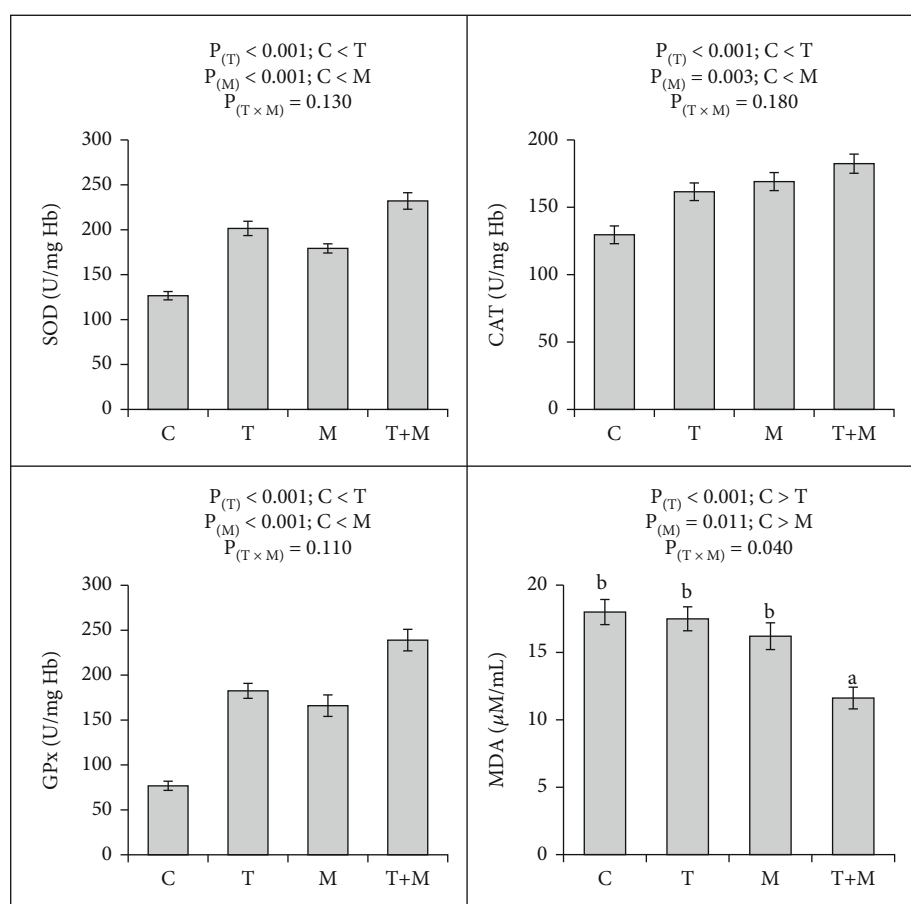 P(T) < 0.001; C < T
P(M) < 0.001; C < M
P(T × M) = 0.130
300
250
200
150
100
50
0
SOD (U/mg Hb)
C T M T+M
P(T) < 0.001; C < T
P(M) = 0.003; C < M
P(T × M) = 0.180
200
150
100
50
0
CAT (U/mg Hb)
C T M T+M
P(T) < 0.001; C < T
P(M) < 0.001; C < M
P(T × M) = 0.110
300
250
200
150
100
50
0
GPx (U/mg Hb)
C T M T+M
P(T) < 0.001; C > T
P(M) = 0.011; C > M
P(T × M) = 0.040
20
15
10
5
0
MDA (μM/mL)
b b b a
C T M T+M